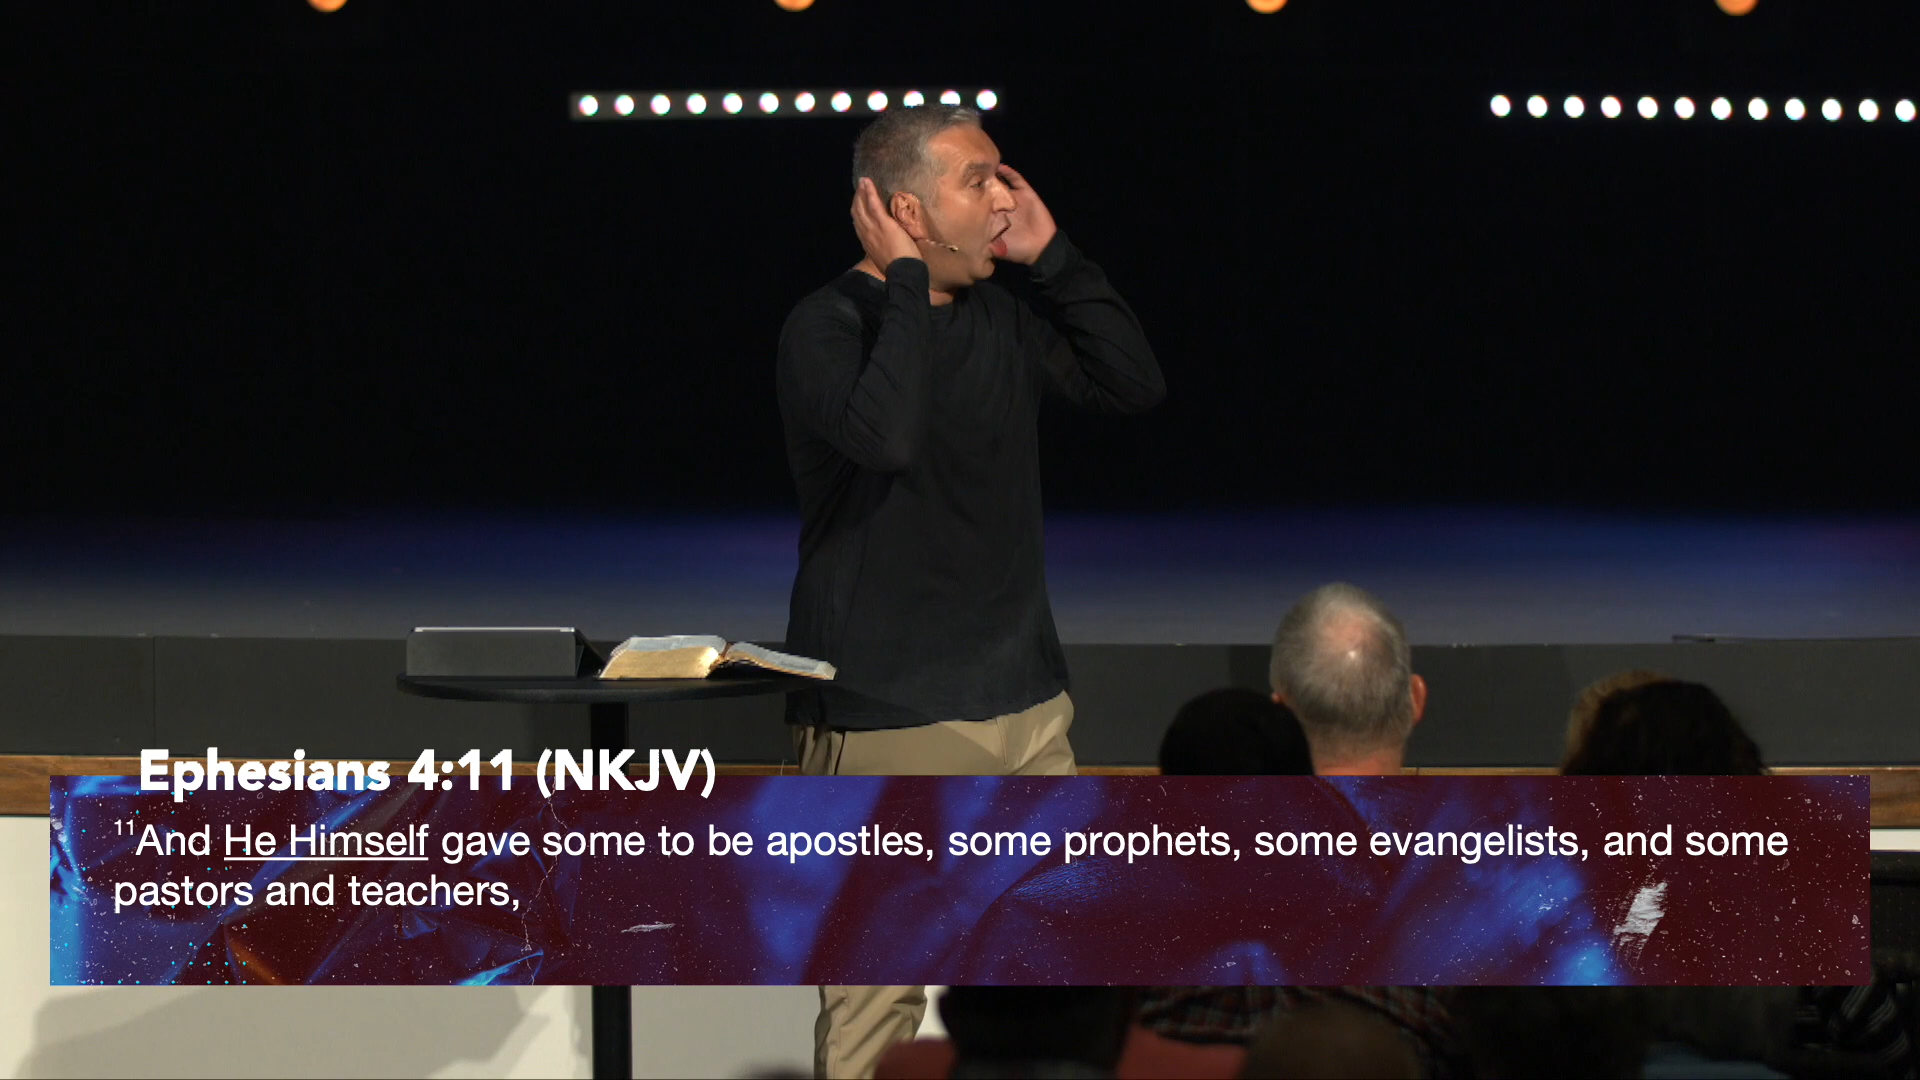 Ephesians 4:11 (NKJV)
11And He Himself gave some to be apostles, some prophets, some evangelists, and some
pastors and teachers,